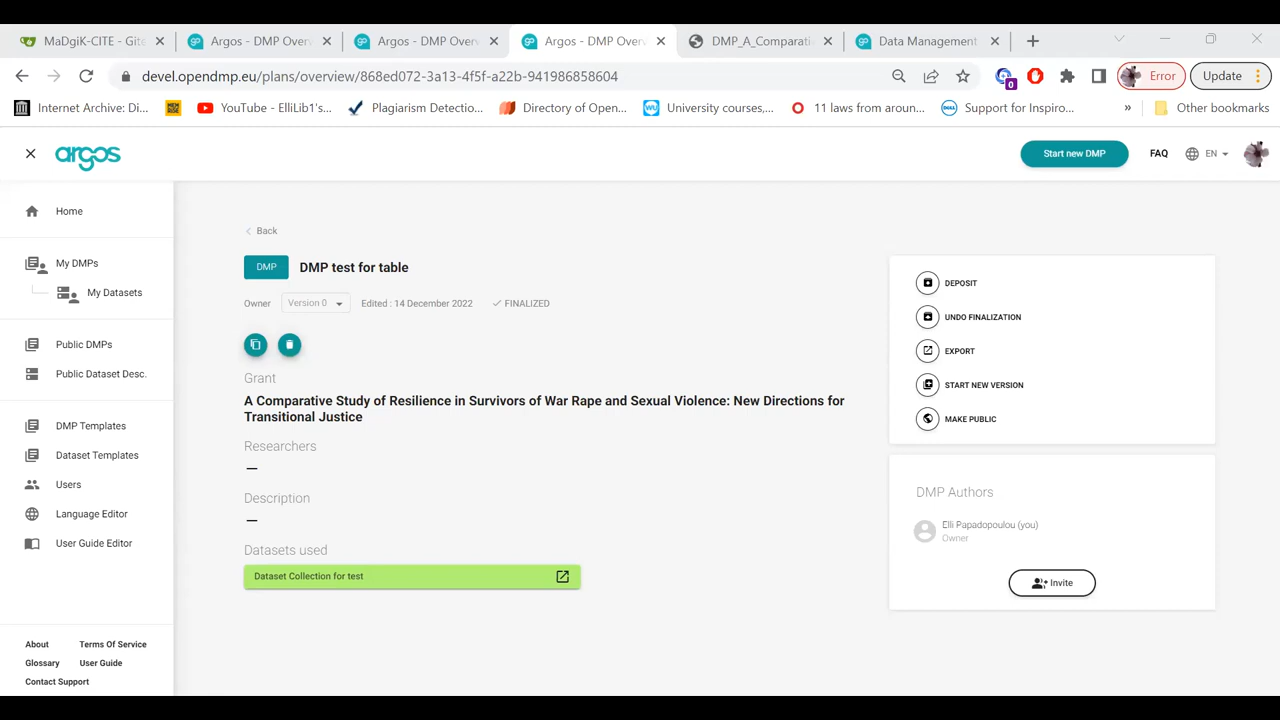 MaDgiK-CITE - Gite
Argos - DMP Over
Argos - DMP Over
Argos - DMP Over
DMP_A_Comparati
Data Management
devel.opendmp.eu/plans/overview/868ed072-3a13-4f5f-a22b-941986858604
0
Error
Update
Internet Archive: Di...
YouTube - ElliLib1's...
Plagiarism Detectio...
Directory of Open...
University courses,...
11 laws from aroun...
Support for Inspiro...
»
Other bookmarks
argos
Start new DMP
FAQ
EN
Home
My DMPs
My Datasets
Public DMPs
Public Dataset Desc.
DMP Templates
Dataset Templates
Users
Language Editor
User Guide Editor
About Terms Of Service
Glossary User Guide
Contact Support
Back
DMP DMP test for table
Owner Version 0 Edited : 14 December 2022 FINALIZED
Grant
A Comparative Study of Resilience in Survivors of War Rape and Sexual Violence: New Directions for
Transitional Justice
Researchers
—
Description
—
Datasets used
Dataset Collection for test
DEPOSIT
UNDO FINALIZATION
EXPORT
START NEW VERSION
MAKE PUBLIC
DMP Authors
Elli Papadopoulou (you)
Owner
Invite